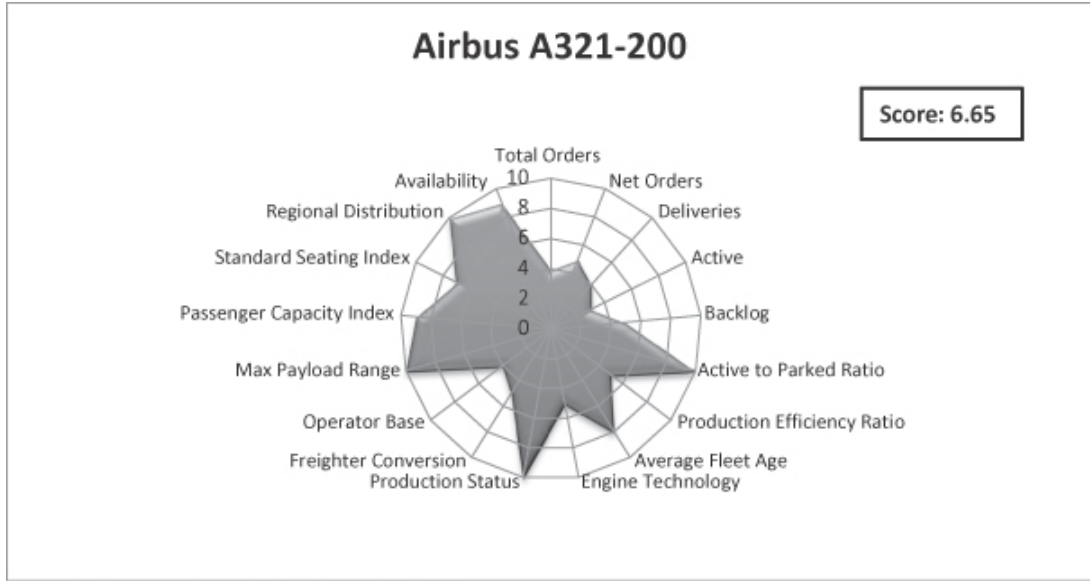 Airbus A321-200
Score: 6.65
Total Orders
Net Orders
Deliveries
Active
Backlog
Active to Parked Ratio
Production Efficiency Ratio
Average Fleet Age
Engine Technology
Production Status
Freighter Conversion
Operator Base
Max Payload Range
Passenger Capacity Index
Standard Seating Index
Regional Distribution
Availability
10
8
6
4
2
0